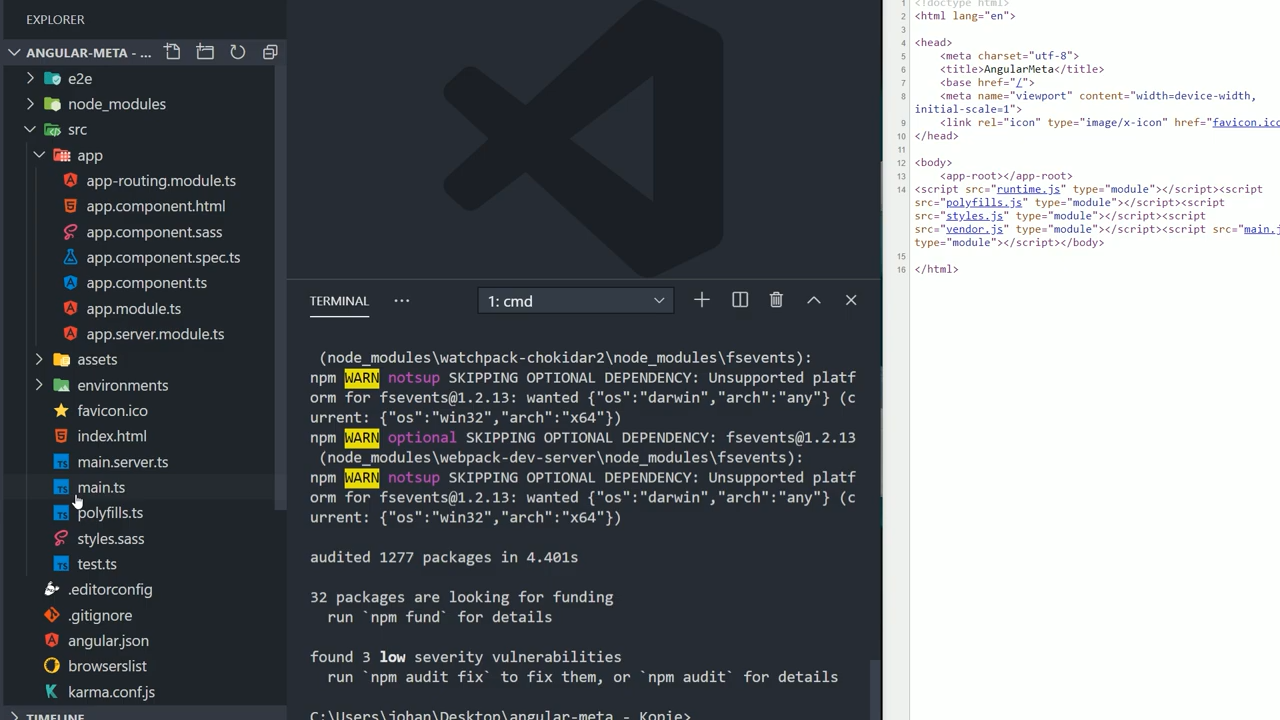 EXPLORER
ANGULAR-META - ...
e2e
node_modules
src
app
app-routing.module.ts
app.component.html
app.component.sass
app.component.spec.ts
app.component.ts
app.module.ts
app.server.module.ts
assets
environments
favicon.ico
index.html
main.server.ts
main.ts
polyfills.ts
styles.sass
test.ts
.editorconfig
.gitignore
angular.json
browserslist
karma.conf.js
TIMELINE
TERMINAL ...
1: cmd
(node_modules\watchpack-chokidar2\node_modules\fsevents):
npm WARN notsup SKIPPING OPTIONAL DEPENDENCY: Unsupported platf
orm for fsevents@1.2.13: wanted {"os":"darwin","arch":"any"} (c
urrent: {"os":"win32","arch":"x64"})
npm WARN optional SKIPPING OPTIONAL DEPENDENCY: fsevents@1.2.13
(node_modules\webpack-dev-server\node_modules\fsevents):
npm WARN notsup SKIPPING OPTIONAL DEPENDENCY: Unsupported platf
orm for fsevents@1.2.13: wanted {"os":"darwin","arch":"any"} (c
urrent: {"os":"win32","arch":"x64"})
audited 1277 packages in 4.401s
32 packages are looking for funding
run `npm fund` for details
found 3 low severity vulnerabilities
run `npm audit fix` to fix them, or `npm audit` for details
C:\Users\johan\Desktop\angular-meta - Kopie>
1 <!doctype html>
2 <html lang="en">
3
4 <head>
5 <meta charset="utf-8">
6 <title>AngularMeta</title>
7 <base href="/">
8 <meta name="viewport" content="width=device-width,
initial-scale=1">
9 <link rel="icon" type="image/x-icon" href="favicon.ico
10 </head>
11
12 <body>
13 <app-root></app-root>
14 <script src="runtime.js" type="module"></script><script
src="polyfills.js" type="module"></script><script
src="styles.js" type="module"></script><script
src="vendor.js" type="module"></script><script src="main.j
type="module"></script></body>
15
16 </html>